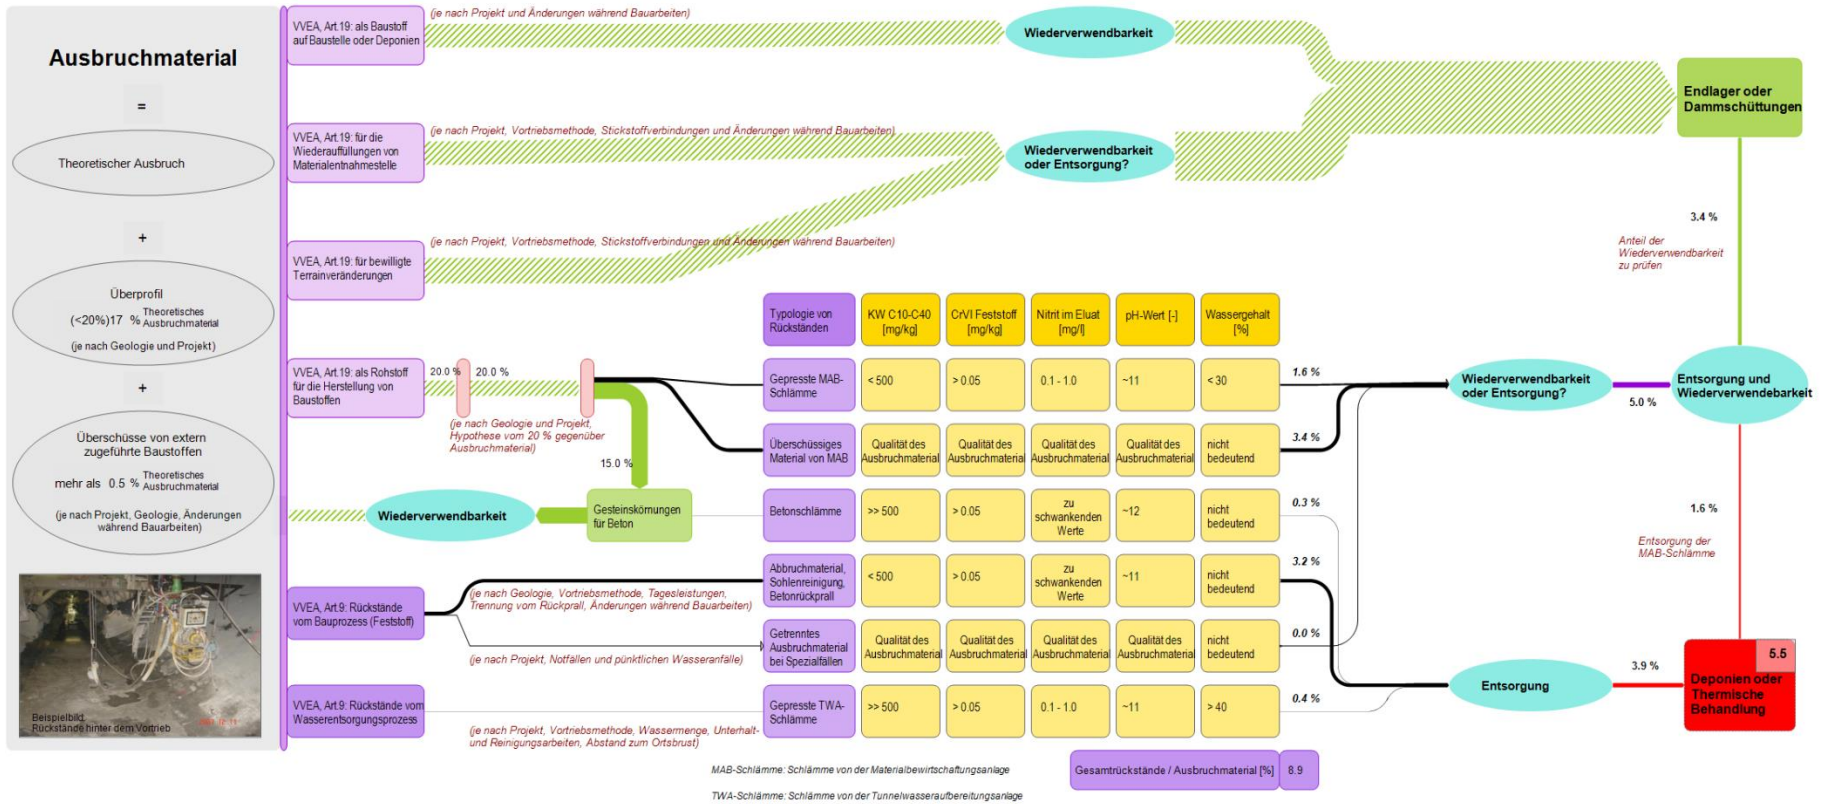 Ausbruchmaterial
=
Theoretischer Ausbruch
+
Überprofil
(<20%)17 % Theoretisches
Ausbruchmaterial
(je nach Geologie und Projekt)
+
Überschüsse von extern
zugeführte Baustoffen
mehr als 0.5 % Theoretisches
Ausbruchmaterial
(je nach Projekt, Geologie, Änderungen
während Bauarbeiten)
Beispielbild:
Rückstände hinter dem Vortrieb
VVEA, Art.19: als Baustoff
auf Baustelle oder Deponien
(je nach Projekt und Änderungen während Bauarbeiten)
Wiederverwendbarkeit
VVEA, Art.19: für die
Wiederauffüllungen von
Materialentnahmestelle
(je nach Projekt, Vortriebsmethode, Stickstoffverbindungen und Änderungen während Bauarbeiten)
Wiederverwendbarkeit
oder Entsorgung?
VVEA, Art.19: für bewilligte
Terrainveränderungen
(je nach Projekt, Vortriebsmethode, Stickstoffverbindungen und Änderungen während Bauarbeiten)
Endlager oder
Dammschüttungen
3.4 %
Anteil der
Wiederverwendbarkeit
zu prüfen
VVEA, Art.19: als Rohstoff
für die Herstellung von
Baustoffen
20.0 %
20.0 %
(je nach Geologie und Projekt,
Hypothese vom 20 % gegenüber
Ausbruchmaterial)
15.0 %
Wiederverwendbarkeit
Gesteinskörnungen
für Beton
VVEA, Art.9: Rückstände
vom Bauprozess (Feststoff)
(je nach Geologie, Vortriebsmethode, Tagesleistungen,
Trennung vom Rückprall, Änderungen während Bauarbeiten)
(je nach Projekt, Notfällen und pünktlichen Wasseranfälle)
VVEA, Art.9: Rückstände vom
Wasserentsorgungsprozess
(je nach Projekt, Vortriebsmethode, Wassermenge, Unterhalt-
und Reinigungsarbeiten, Abstand zum Ortsbrust)
Typologie von
Rückständen
KW C10-C40
[mg/kg]
CrVI Feststoff
[mg/kg]
Nitrit im Eluat
[mg/l]
pH-Wert [-]
Wassergehalt
[%]
Gepresste MAB-
Schlämme
< 500
> 0.05
0.1 - 1.0
~11
< 30
1.6 %
Überschüssiges
Material von MAB
Qualität des
Ausbruchmaterial
Qualität des
Ausbruchmaterial
Qualität des
Ausbruchmaterial
Qualität des
Ausbruchmaterial
nicht
bedeutend
3.4 %
Betonschlämme
>> 500
> 0.05
zu
schwankenden
Werte
~12
nicht
bedeutend
0.3 %
Abbruchmaterial,
Sohlenreinigung,
Betonrückprall
< 500
> 0.05
zu
schwankenden
Werte
~11
nicht
bedeutend
3.2 %
Getrenntes
Ausbruchmaterial
bei Spezialfällen
Qualität des
Ausbruchmaterial
Qualität des
Ausbruchmaterial
Qualität des
Ausbruchmaterial
Qualität des
Ausbruchmaterial
nicht
bedeutend
0.0 %
Gepresste TWA-
Schlämme
>> 500
> 0.05
0.1 - 1.0
~11
> 40
0.4 %
Wiederverwendbarkeit
oder Entsorgung?
5.0 %
Entsorgung und
Wiederverwendebarkeit
1.6 %
Entsorgung der
MAB-Schlämme
Entsorgung
3.9 %
5.5
Deponien oder
Thermische
Behandlung
MAB-Schlämme: Schlämme von der Materialbewirtschaftungsanlage
Gesamtrückstände / Ausbruchmaterial [%] 8.9
TWA-Schlämme: Schlämme von der Tunnelwasseraufbereitungsanlage